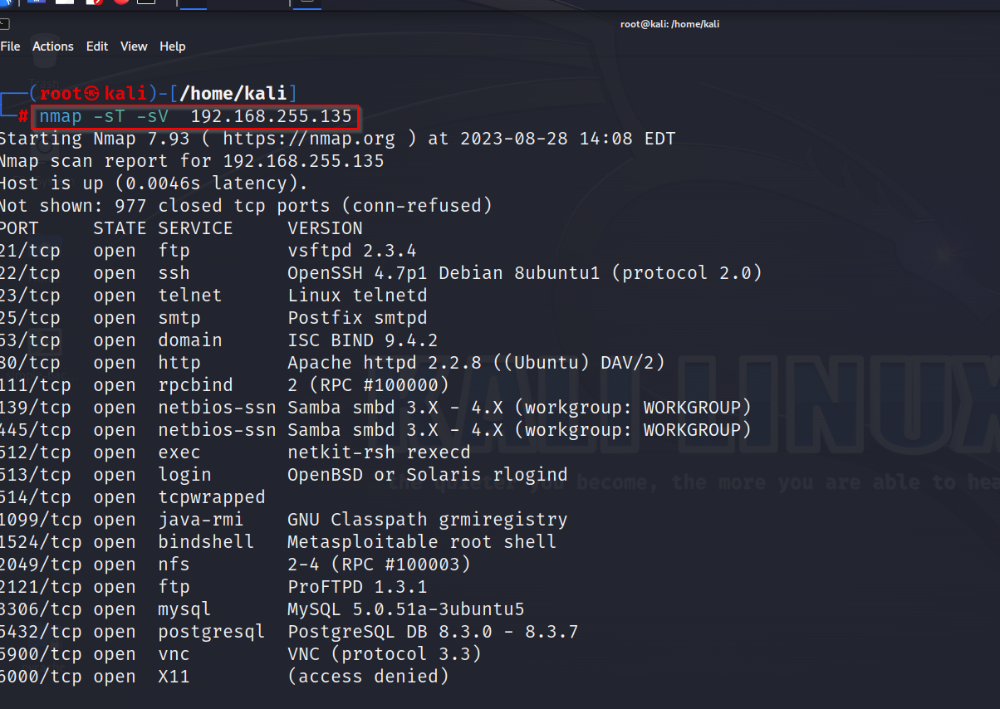 root@kali: /home/kali
File Actions Edit View Help
(root㉿kali)-[/home/kali]
# nmap -sT -sV 192.168.255.135
Starting Nmap 7.93 ( https://nmap.org ) at 2023-08-28 14:08 EDT
Nmap scan report for 192.168.255.135
Host is up (0.0046s latency).
Not shown: 977 closed tcp ports (conn-refused)
PORT STATE SERVICE VERSION
21/tcp open ftp vsftpd 2.3.4
22/tcp open ssh OpenSSH 4.7p1 Debian 8ubuntu1 (protocol 2.0)
23/tcp open telnet Linux telnetd
25/tcp open smtp Postfix smtpd
53/tcp open domain ISC BIND 9.4.2
80/tcp open http Apache httpd 2.2.8 ((Ubuntu) DAV/2)
111/tcp open rpcbind 2 (RPC #100000)
139/tcp open netbios-ssn Samba smbd 3.X - 4.X (workgroup: WORKGROUP)
445/tcp open netbios-ssn Samba smbd 3.X - 4.X (workgroup: WORKGROUP)
KALI LINUX
512/tcp open exec netkit-rsh rexecd
513/tcp open login OpenBSD or Solaris rlogind
the quieter you become, the more you are able to hea
514/tcp open tcpwrapped
1099/tcp open java-rmi GNU Classpath grmiregistry
1524/tcp open bindshell Metasploitable root shell
2049/tcp open nfs 2-4 (RPC #100003)
2121/tcp open ftp ProFTPD 1.3.1
3306/tcp open mysql MySQL 5.0.51a-3ubuntu5
5432/tcp open postgresql PostgreSQL DB 8.3.0 - 8.3.7
5900/tcp open vnc VNC (protocol 3.3)
6000/tcp open X11 (access denied)